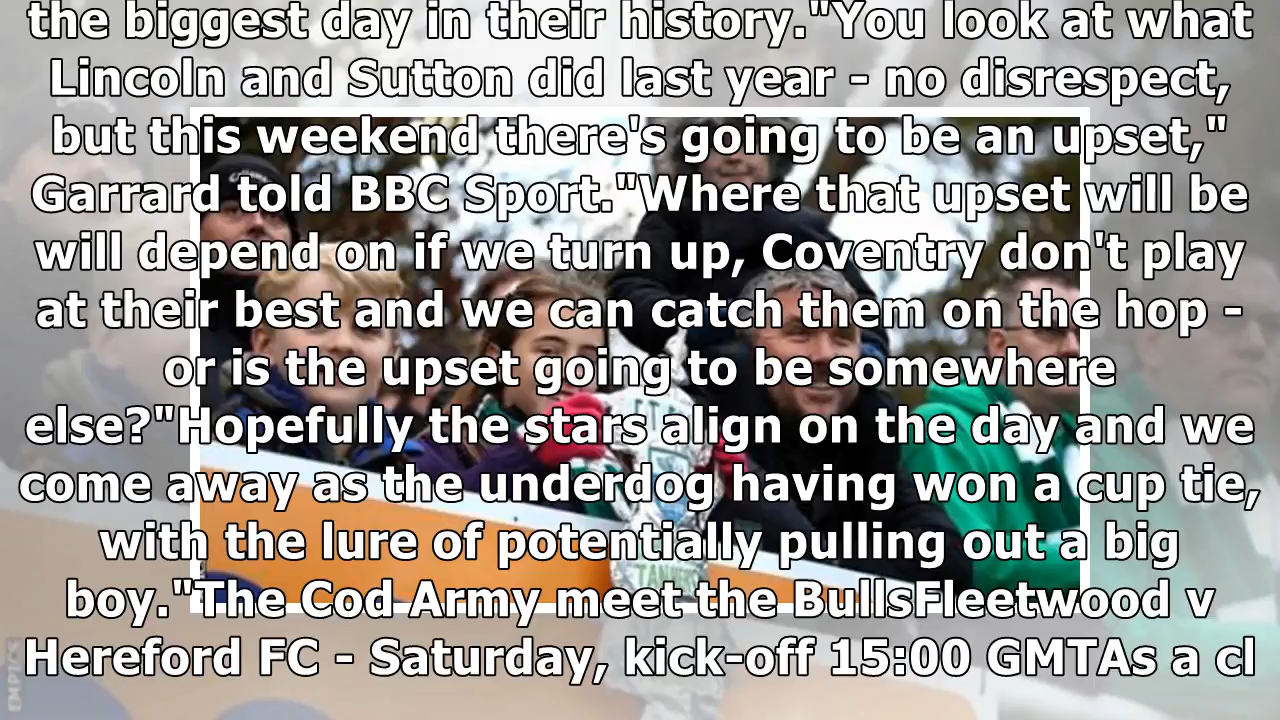 the biggest day in their history."You look at what
Lincoln and Sutton did last year - no disrespect,
but this weekend there's going to be an upset,"
Garrard told BBC Sport."Where that upset will be
will depend on if we turn up, Coventry don't play
at their best and we can catch them on the hop -
or is the upset going to be somewhere
else?"Hopefully the stars align on the day and we
come away as the underdog having won a cup tie,
with the lure of potentially pulling out a big
boy."The Cod Army meet the BullsFleetwood v
Hereford FC - Saturday, kick-off 15:00 GMTAs a cl
EMPICS